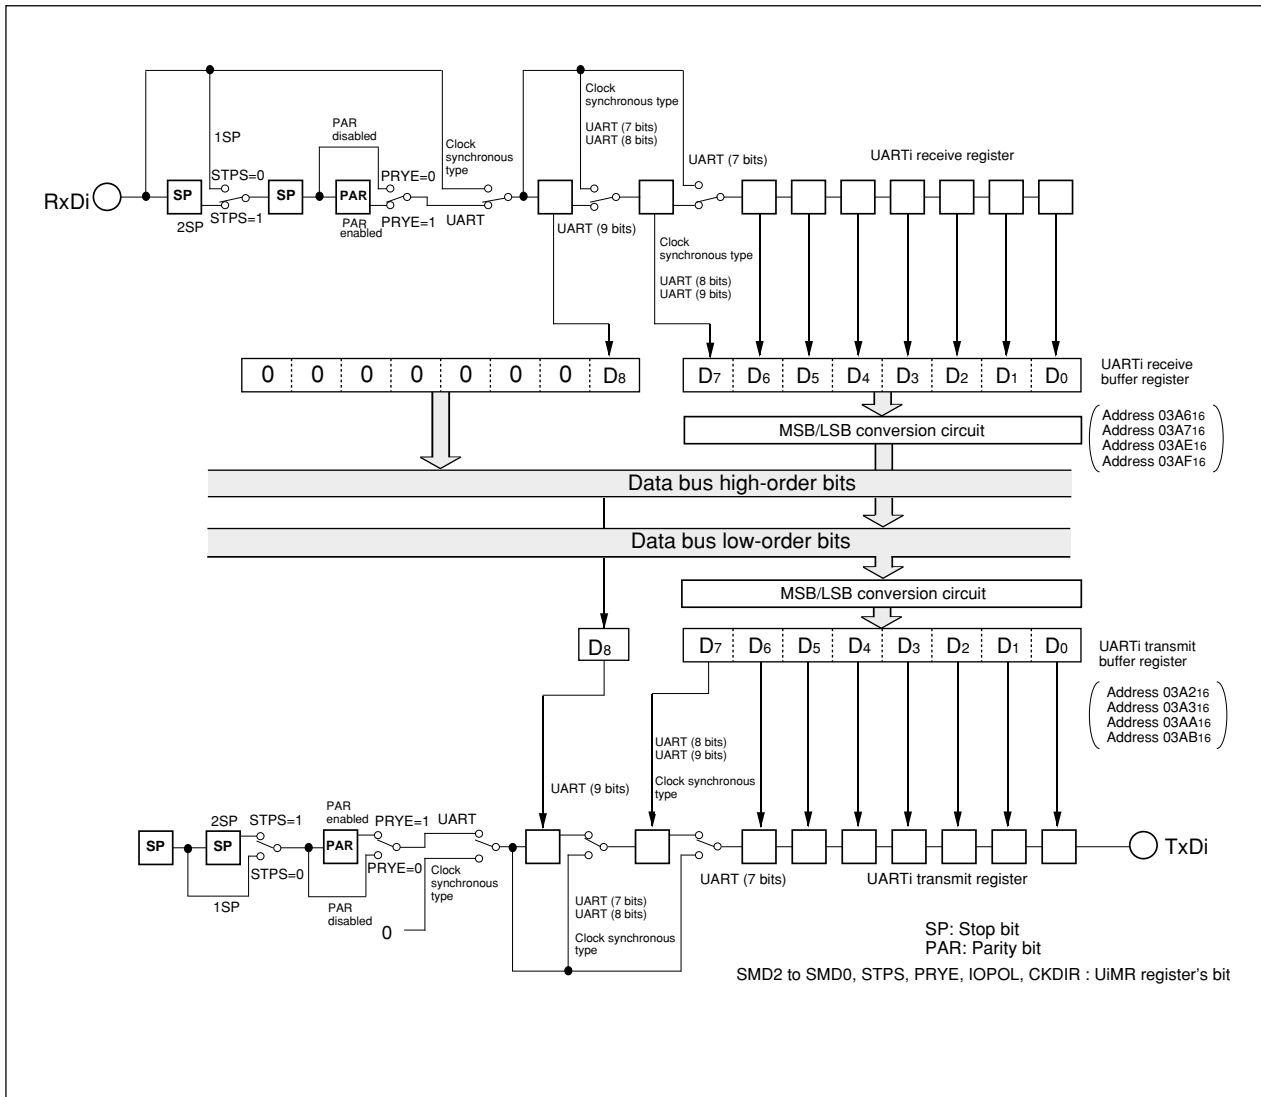 Clock
synchronous type
UART (7 bits)
UART (8 bits)
1SP
PAR
disabled
Clock
synchronous
type
UART (7 bits)
UARTi receive register
STPS=0
PRYE=0
RxDi
SP
SP
PAR
2SP
STPS=1
PAR
enabled
PRYE=1
UART
UART (9 bits)
Clock
synchronous type
UART (8 bits)
UART (9 bits)
0 0 0 0 0 0 0 D8
D7 D6 D5 D4 D3 D2 D1 D0
UARTi receive
buffer register
MSB/LSB conversion circuit
Address 03A616
Address 03A716
Address 03AE16
Address 03AF16
Data bus high-order bits
Data bus low-order bits
MSB/LSB conversion circuit
D8
D7 D6 D5 D4 D3 D2 D1 D0
UARTi transmit
buffer register
Address 03A216
Address 03A316
Address 03AA16
Address 03AB16
UART (8 bits)
UART (9 bits)
Clock synchronous
type
UART (9 bits)
2SP
STPS=1
PAR
enabled
PRYE=1
UART
SP
SP
PAR
TxDi
STPS=0
PRYE=0
Clock
synchronous
type
UART (7 bits)
UARTi transmit register
1SP
PAR
disabled
0
UART (7 bits)
UART (8 bits)
Clock synchronous
type
SP: Stop bit
PAR: Parity bit
SMD2 to SMD0, STPS, PRYE, IOPOL, CKDIR : UiMR register's bit